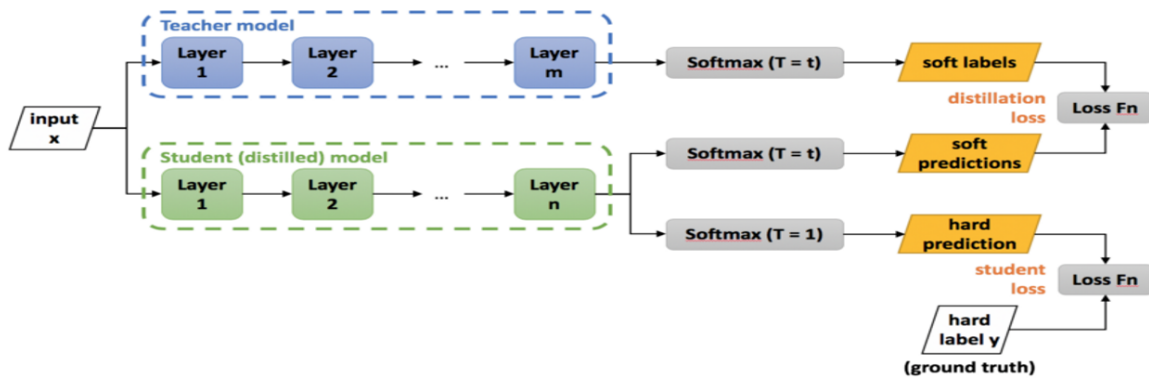 Teacher model
Layer
1
Layer
2
...
Layer
m
Softmax (T = t)
soft labels
input
x
distillation
loss
Loss Fn
Student (distilled) model
Layer
1
Layer
2
...
Layer
n
Softmax (T = t)
soft
predictions
Softmax (T = 1)
hard
prediction
student
loss
Loss Fn
hard
label y
(ground truth)